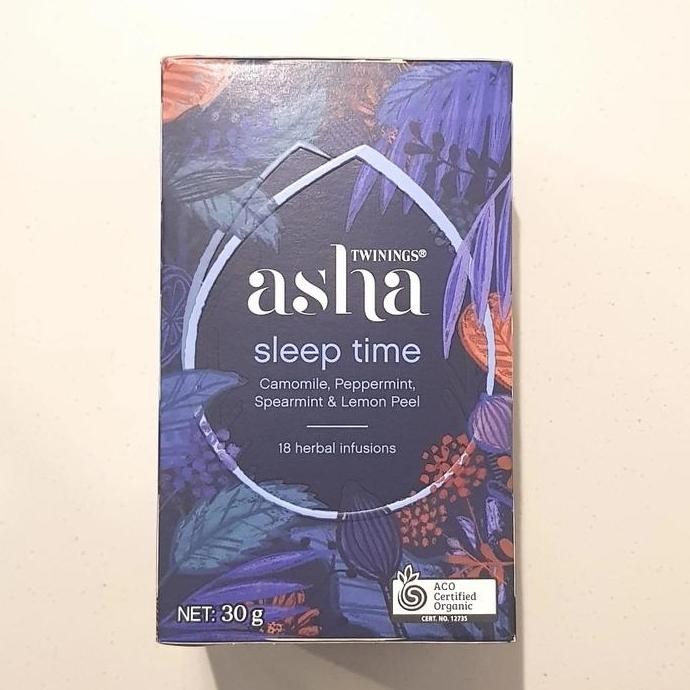 TWININGS®
asha
sleep time
Camomile, Peppermint,
Spearmint & Lemon Peel
18 herbal infusions
NET: 30 g
ACO
Certified
Organic
CERT. NO. 12735